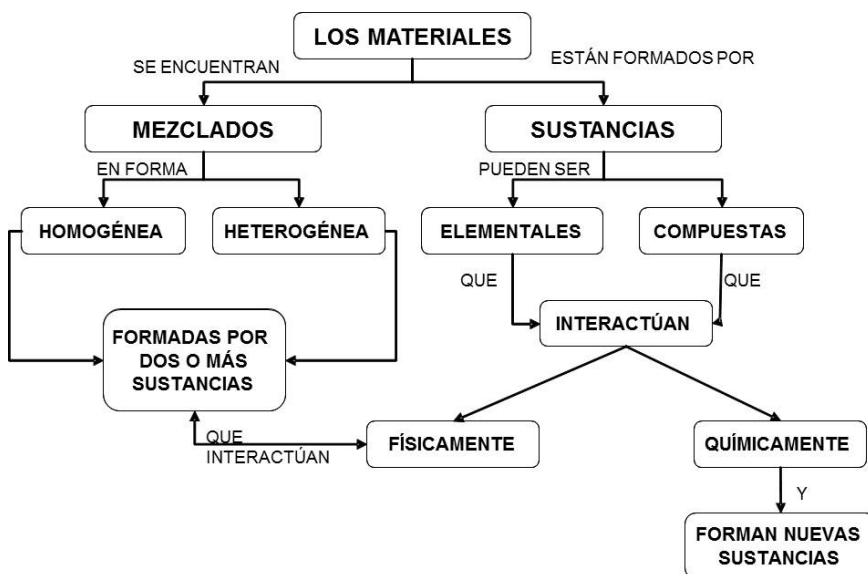 LOS MATERIALES
SE ENCUENTRAN
ESTÁN FORMADOS POR
MEZCLADOS
SUSTANCIAS
EN FORMA
PUEDEN SER
HOMOGÉNEA
HETEROGÉNEA
ELEMENTALES
COMPUESTAS
QUE
QUE
FORMADAS POR
DOS O MÁS
SUSTANCIAS
INTERACTÚAN
QUE
INTERACTÚAN
FÍSICAMENTE
QUÍMICAMENTE
Y
FORMAN NUEVAS
SUSTANCIAS